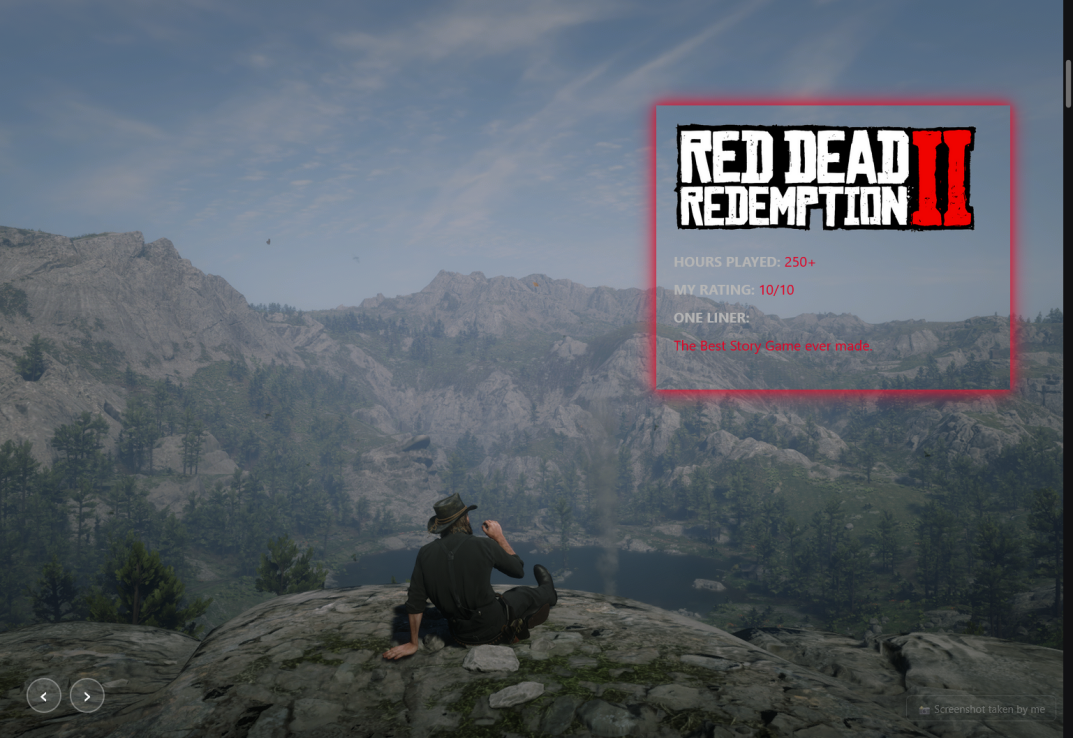 RED DEAD
REDEMPTION II
HOURS PLAYED: 250+
MY RATING: 10/10
ONE LINER:
The Best Story Game ever made.
Screenshot taken by me